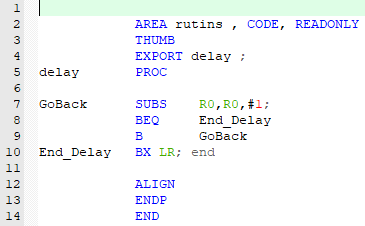 1
2 AREA rutins , CODE, READONLY
3 THUMB
4 EXPORT delay ;
5 delay PROC
6
7 GoBack SUBS R0,R0,#1;
8 BEQ End_Delay
9 B GoBack
10 End_Delay BX LR; end
11
12 ALIGN
13 ENDP
14 END